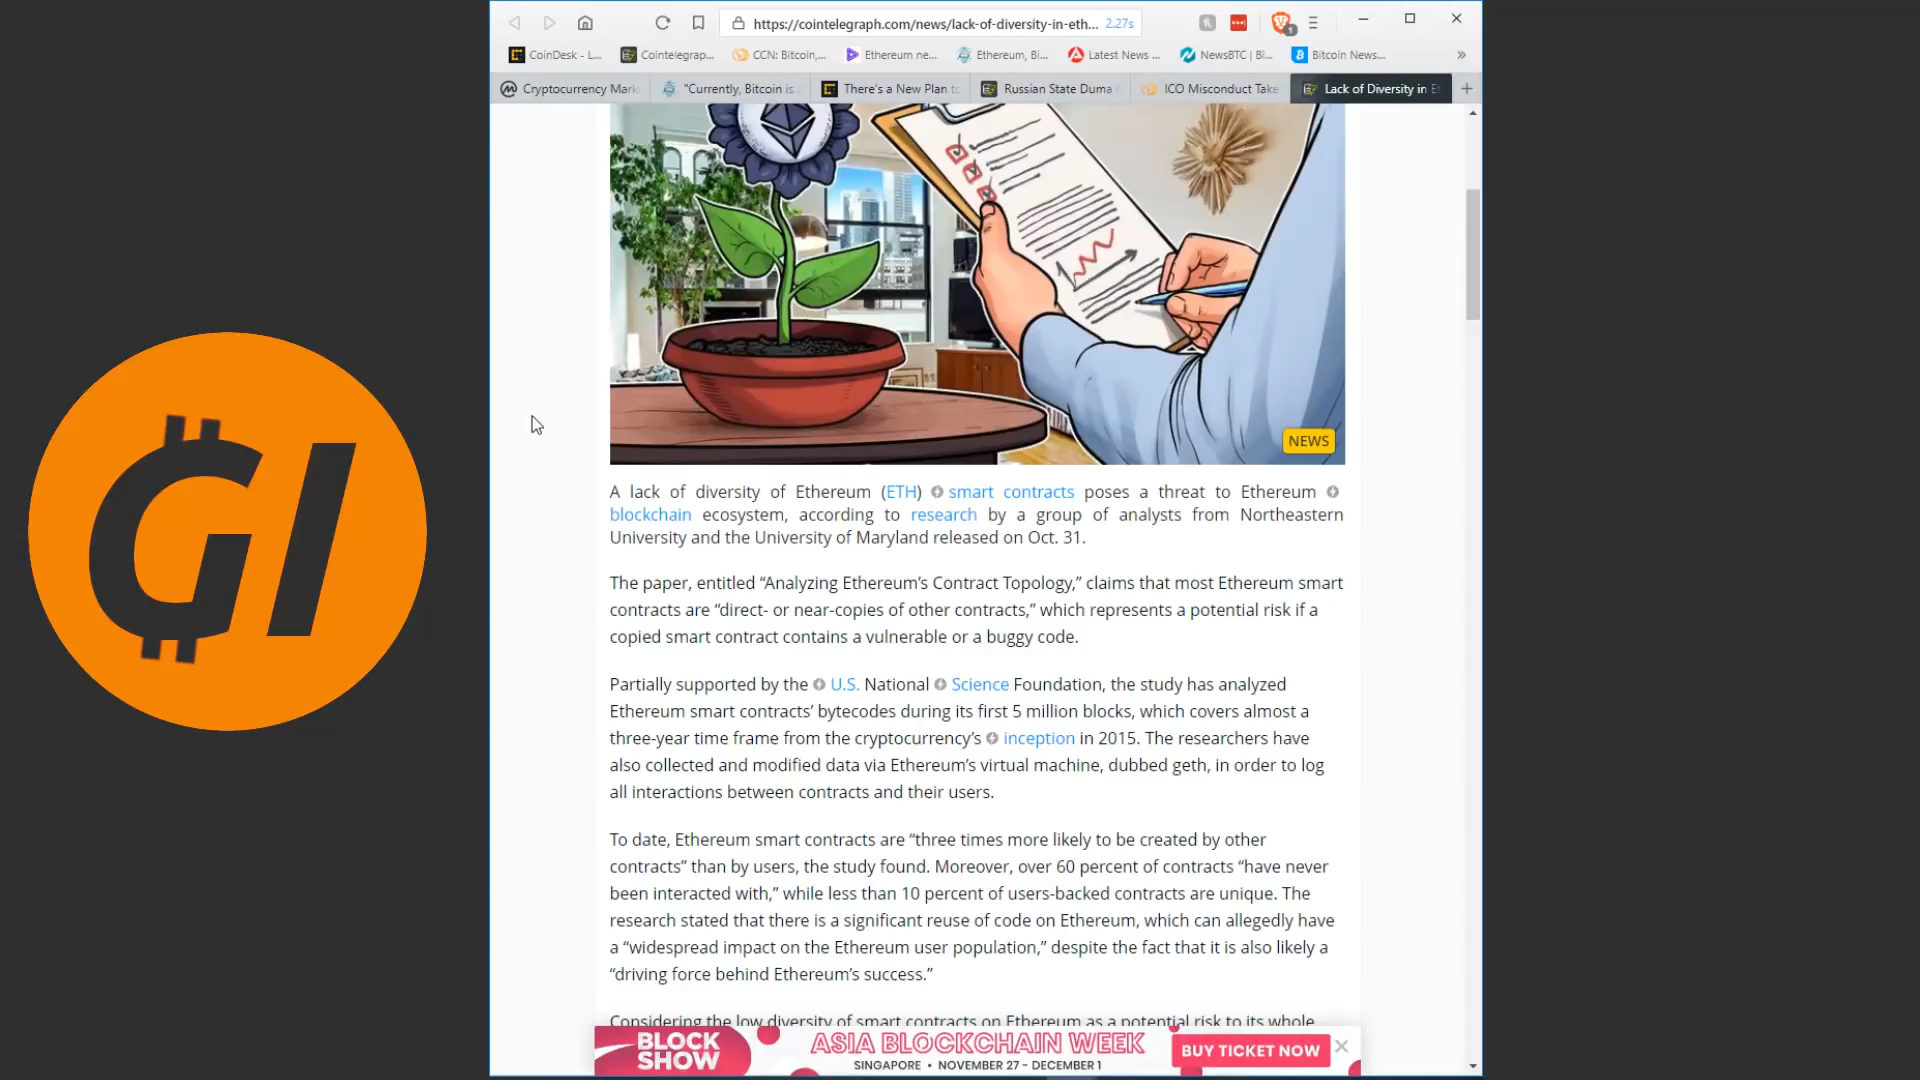 https://cointelegraph.com/news/lack-of-diversity-in-eth... 2.27s
1
CoinDesk - L... Cointelegrap... CCN: Bitcoin,... Ethereum ne... Ethereum, Bi... Latest News ... NewsBTC | Bi... Bitcoin News... »
Cryptocurrency Mark "Currently, Bitcoin is There's a New Plan to Russian State Duma ICO Misconduct Take Lack of Diversity in E
NEWS
GI
A lack of diversity of Ethereum (ETH) smart contracts poses a threat to Ethereum
blockchain ecosystem, according to research by a group of analysts from Northeastern
University and the University of Maryland released on Oct. 31.
The paper, entitled “Analyzing Ethereum’s Contract Topology,” claims that most Ethereum smart
contracts are “direct- or near-copies of other contracts,” which represents a potential risk if a
copied smart contract contains a vulnerable or a buggy code.
Partially supported by the U.S. National Science Foundation, the study has analyzed
Ethereum smart contracts’ bytecodes during its first 5 million blocks, which covers almost a
three-year time frame from the cryptocurrency’s inception in 2015. The researchers have
also collected and modified data via Ethereum’s virtual machine, dubbed geth, in order to log
all interactions between contracts and their users.
To date, Ethereum smart contracts are “three times more likely to be created by other
contracts” than by users, the study found. Moreover, over 60 percent of contracts “have never
been interacted with,” while less than 10 percent of users-backed contracts are unique. The
research stated that there is a significant reuse of code on Ethereum, which can allegedly have
a “widespread impact on the Ethereum user population,” despite the fact that it is also likely a
“driving force behind Ethereum’s success.”
Considering the low diversity of smart contracts on Ethereum as a potential risk to its whole
BLOCK
SHOW
ASIA BLOCKCHAIN WEEK
SINGAPORE • NOVEMBER 27 - DECEMBER 1
BUY TICKET NOW